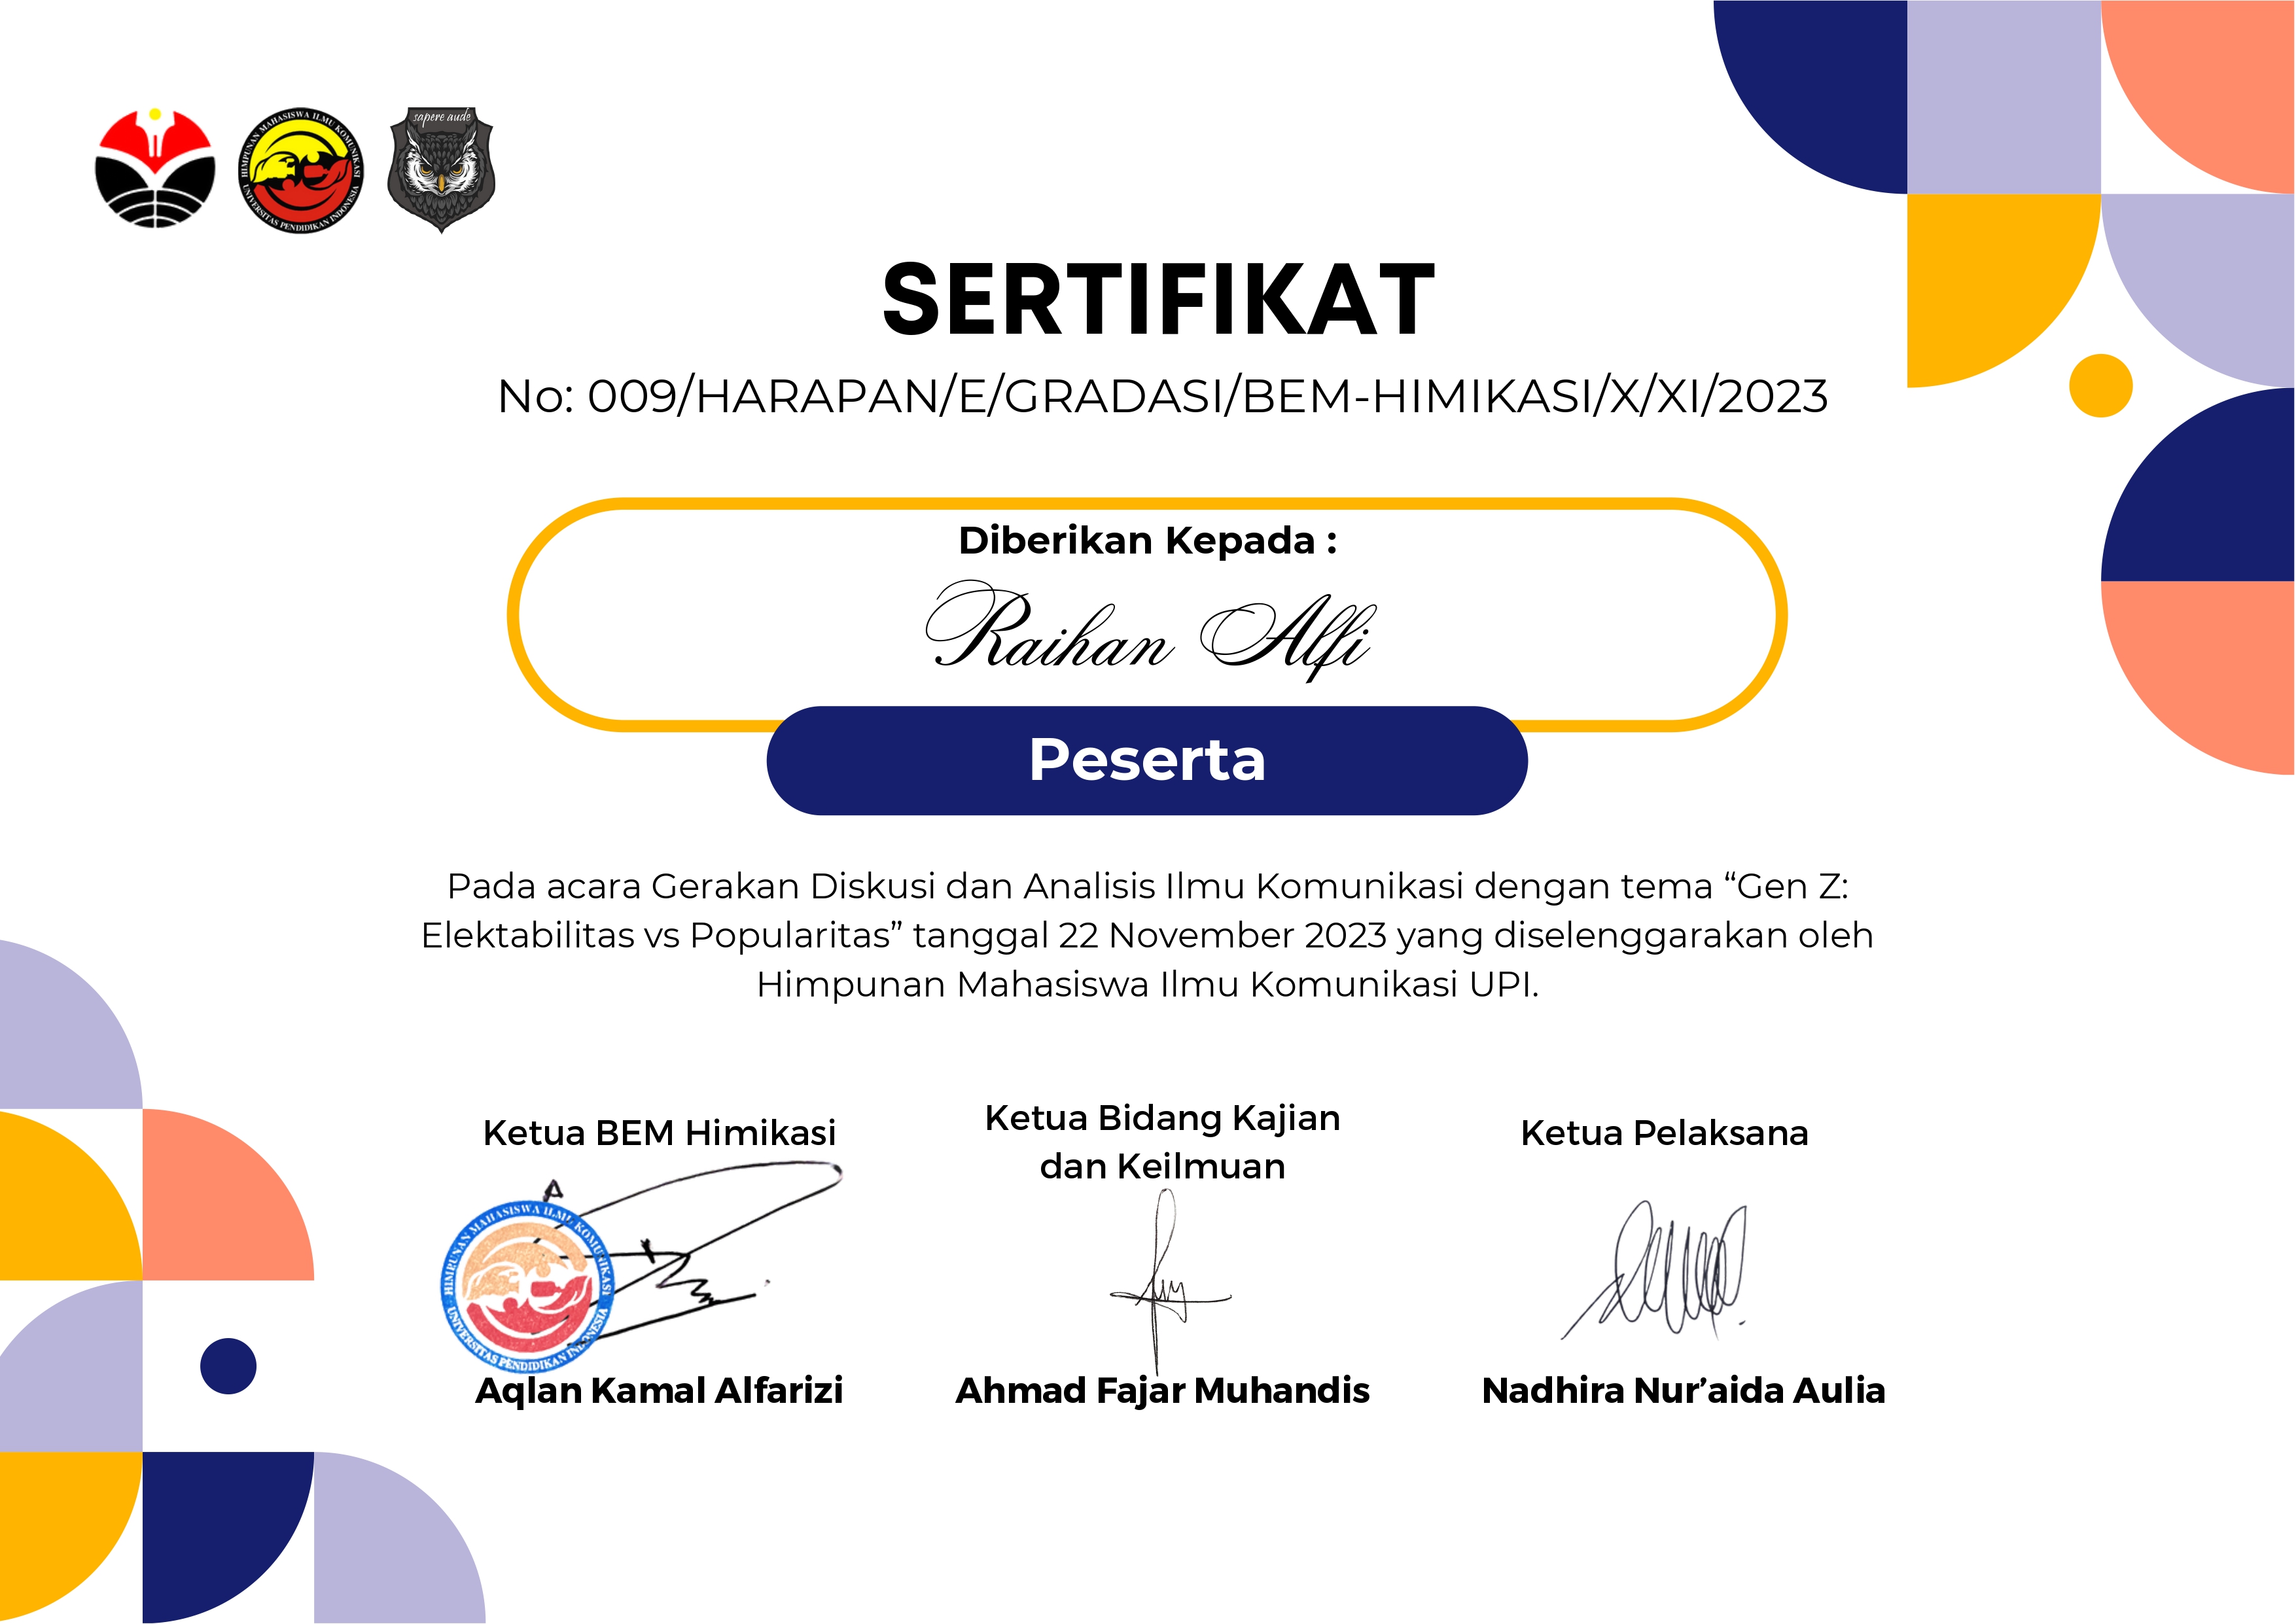 sapere aude
HIMPUNAN MAHASISWA ILMU KOMUNIKASI
UNIVERSITAS PENDIDIKAN INDONESIA
SERTIFIKAT
No: 009/HARAPAN/E/GRADASI/BEM-HIMIKASI/X/XI/2023
Diberikan Kepada :
Raihan Alfi
Peserta
Pada acara Gerakan Diskusi dan Analisis Ilmu Komunikasi dengan tema “Gen Z:
Elektabilitas vs Popularitas” tanggal 22 November 2023 yang diselenggarakan oleh
Himpunan Mahasiswa Ilmu Komunikasi UPI.
Ketua BEM Himikasi
Ketua Bidang Kajian
dan Keilmuan
Ketua Pelaksana
HIMPUNAN MAHASISWA ILMU KOMUNIKASI
UNIVERSITAS PENDIDIKAN INDONESIA
Aqlan Kamal Alfarizi
Ahmad Fajar Muhandis
Nadhira Nur’aida Aulia